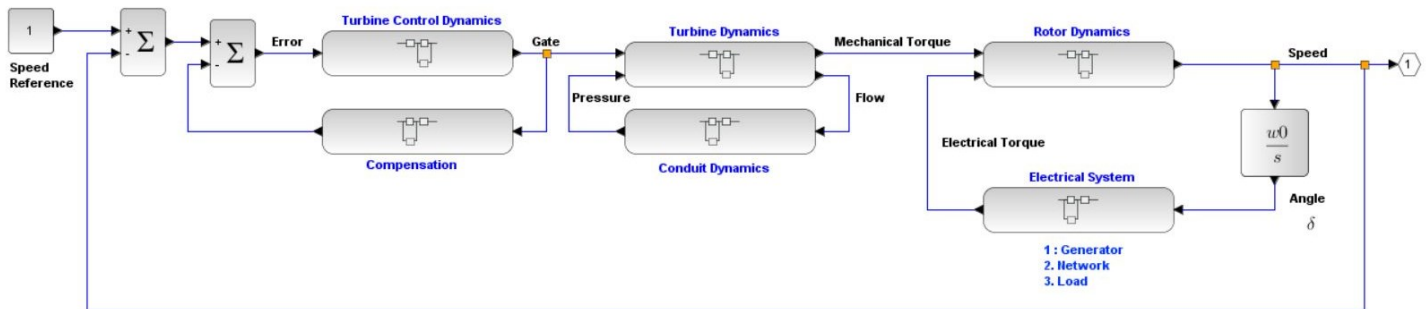 Turbine Control Dynamics
Turbine Dynamics
Rotor Dynamics
1
+
-
Σ
+
-
Σ
Error
Gate
Mechanical Torque
Speed
1
Speed
Reference
Pressure
Flow
Compensation
Conduit Dynamics
Electrical Torque
w0
s
Electrical System
Angle
δ
1 : Generator
2. Network
3. Load